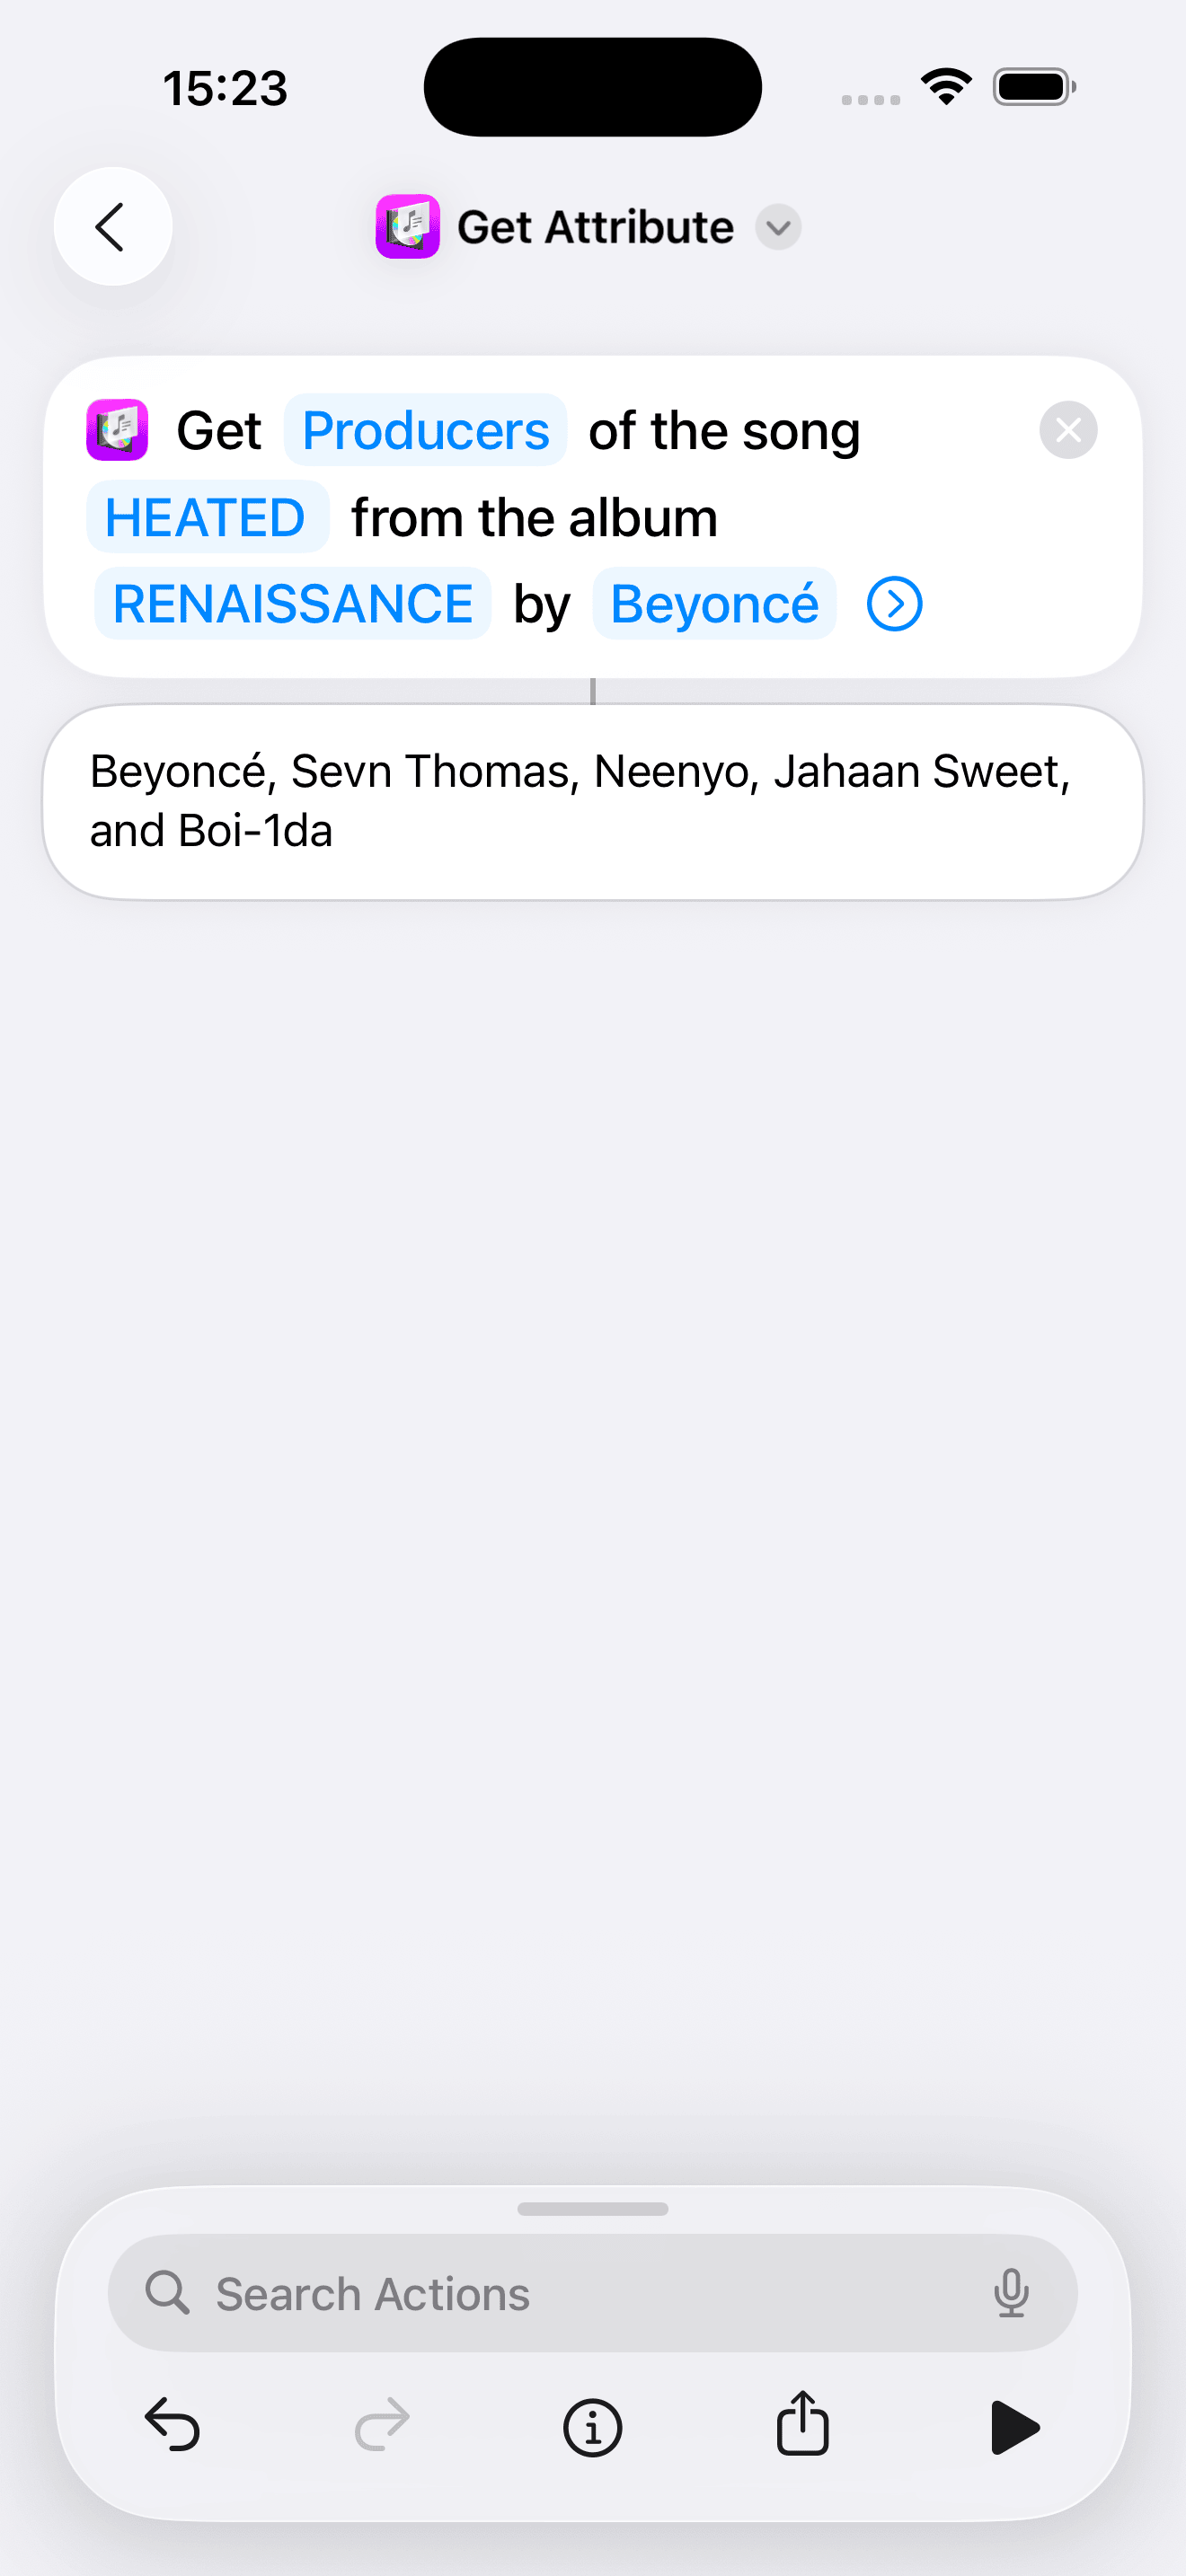 15:23
Get Attribute
Get Producers of the song
HEATED from the album
RENAISSANCE by Beyoncé
Beyoncé, Sevn Thomas, Neenyo, Jahaan Sweet,
and Boi-1da
Search Actions